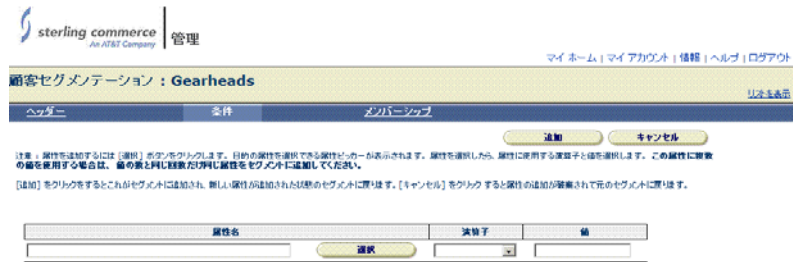 sterling commerce
An AT&T Company
管理
マイ ホーム | マイ アカウント | 情報 | ヘルプ | ログアウト
顧客セグメンテーション : Gearheads
リストを表示
ヘッダー 条件 メンバーシップ
追加 キャンセル
注意 : 属性を追加するには [選択] ボタンをクリックします。目的の属性を選択できる属性ピッカーが表示されます。属性を選択したら、属性に使用する演算子と値を選択します。この属性に複数
の値を使用する場合は、値の数と同じ回数だけ同じ属性をセグメントに追加してください。
[追加] をクリックをするとこれがセグメントに追加され、新しい属性が追加された状態のセグメントに戻ります。[キャンセル] をクリックすると属性の追加が破棄されて元のセグメントに戻ります。
属性名 演算子 値
選択